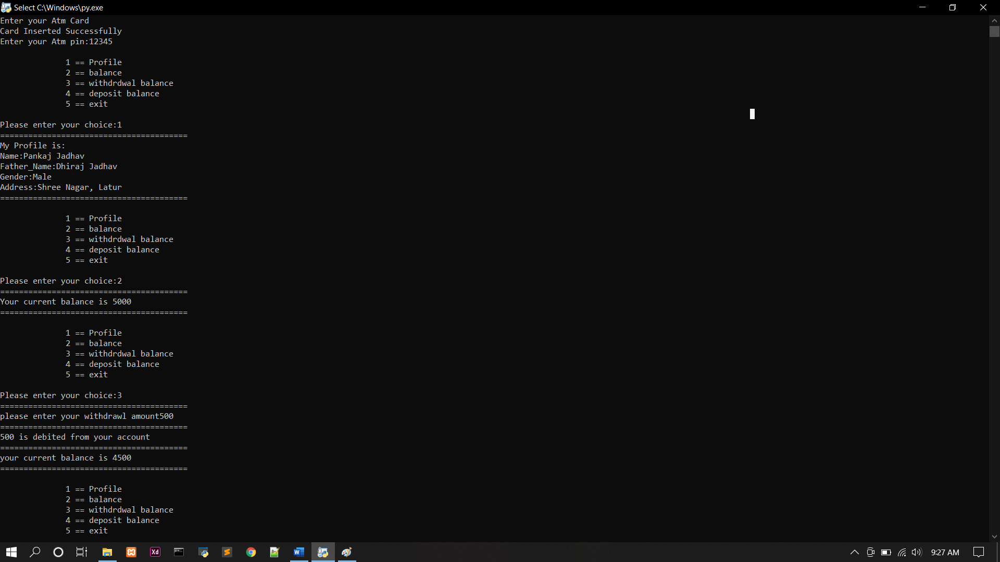 Select C:\Windows\py.exe
Enter your Atm Card
Card Inserted Successfully
Enter your Atm pin:12345
1 == Profile
2 == balance
3 == withdrdwal balance
4 == deposit balance
5 == exit
Please enter your choice:1
========================================
My Profile is:
Name:Pankaj Jadhav
Father_Name:Dhiraj Jadhav
Gender:Male
Address:Shree Nagar, Latur
========================================
1 == Profile
2 == balance
3 == withdrdwal balance
4 == deposit balance
5 == exit
Please enter your choice:2
========================================
Your current balance is 5000
========================================
1 == Profile
2 == balance
3 == withdrdwal balance
4 == deposit balance
5 == exit
Please enter your choice:3
========================================
please enter your withdrawl amount500
========================================
500 is debited from your account
========================================
your current balance is 4500
========================================
1 == Profile
2 == balance
3 == withdrdwal balance
4 == deposit balance
5 == exit
Xd
W
9:27 AM